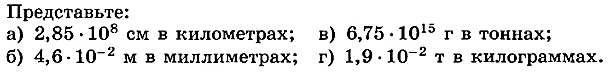 Представьте:
а) 2,85 · 10⁸ см в километрах; в) 6,75 · 10¹⁵ г в тоннах;
б) 4,6 · 10⁻² м в миллиметрах; г) 1,9 · 10⁻² т в килограммах.